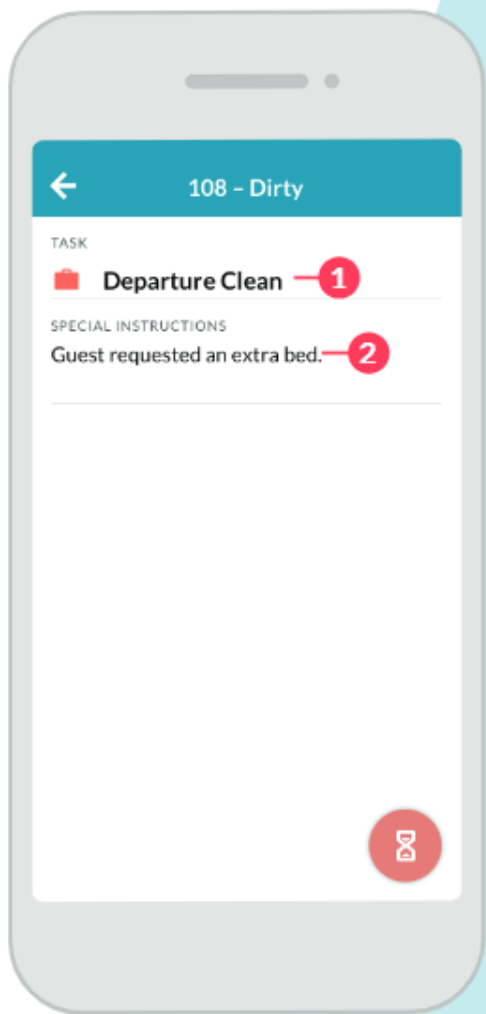 108 – Dirty
TASK
Departure Clean 1
SPECIAL INSTRUCTIONS
Guest requested an extra bed. 2